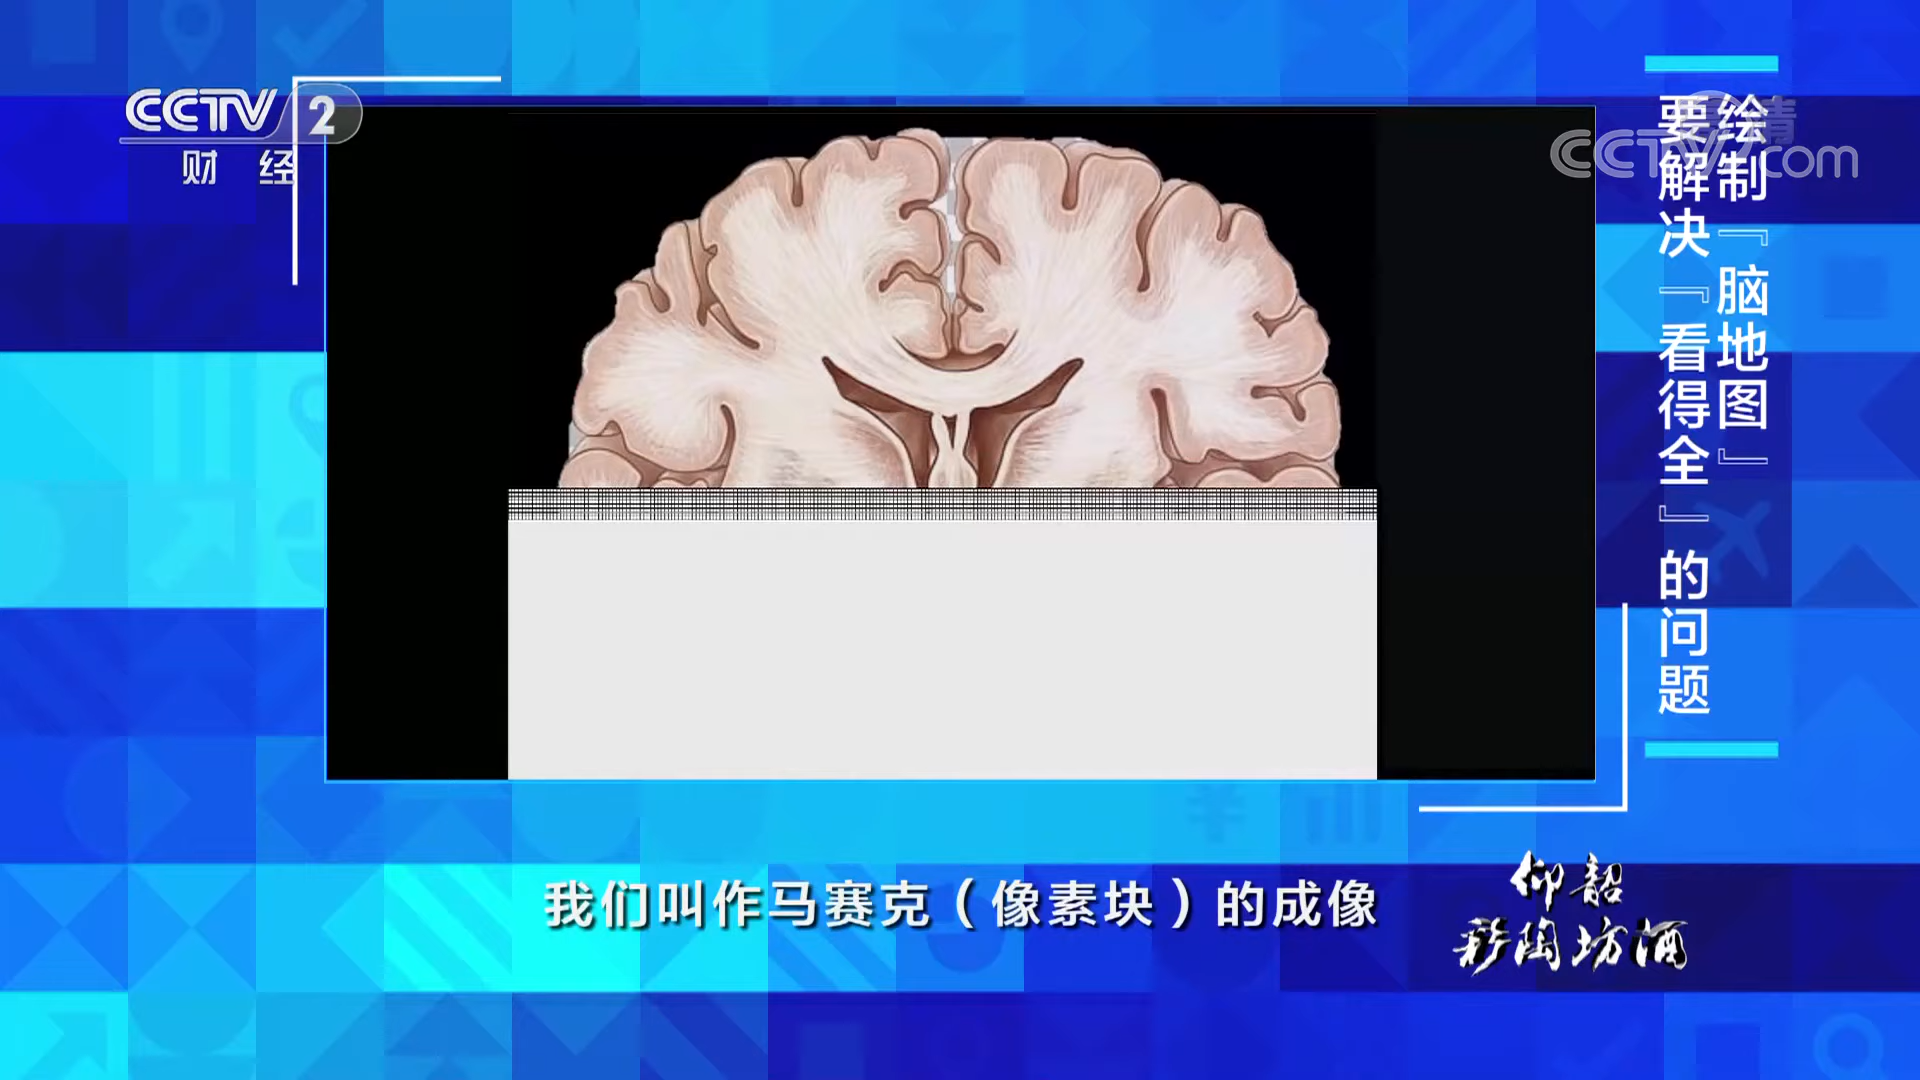 CCTV 2
财 经
CCTV.com
绘制『脑地图』
要解决『看得全』的问题
我们叫作马赛克（像素块）的成像
仰韶
彩陶坊酒